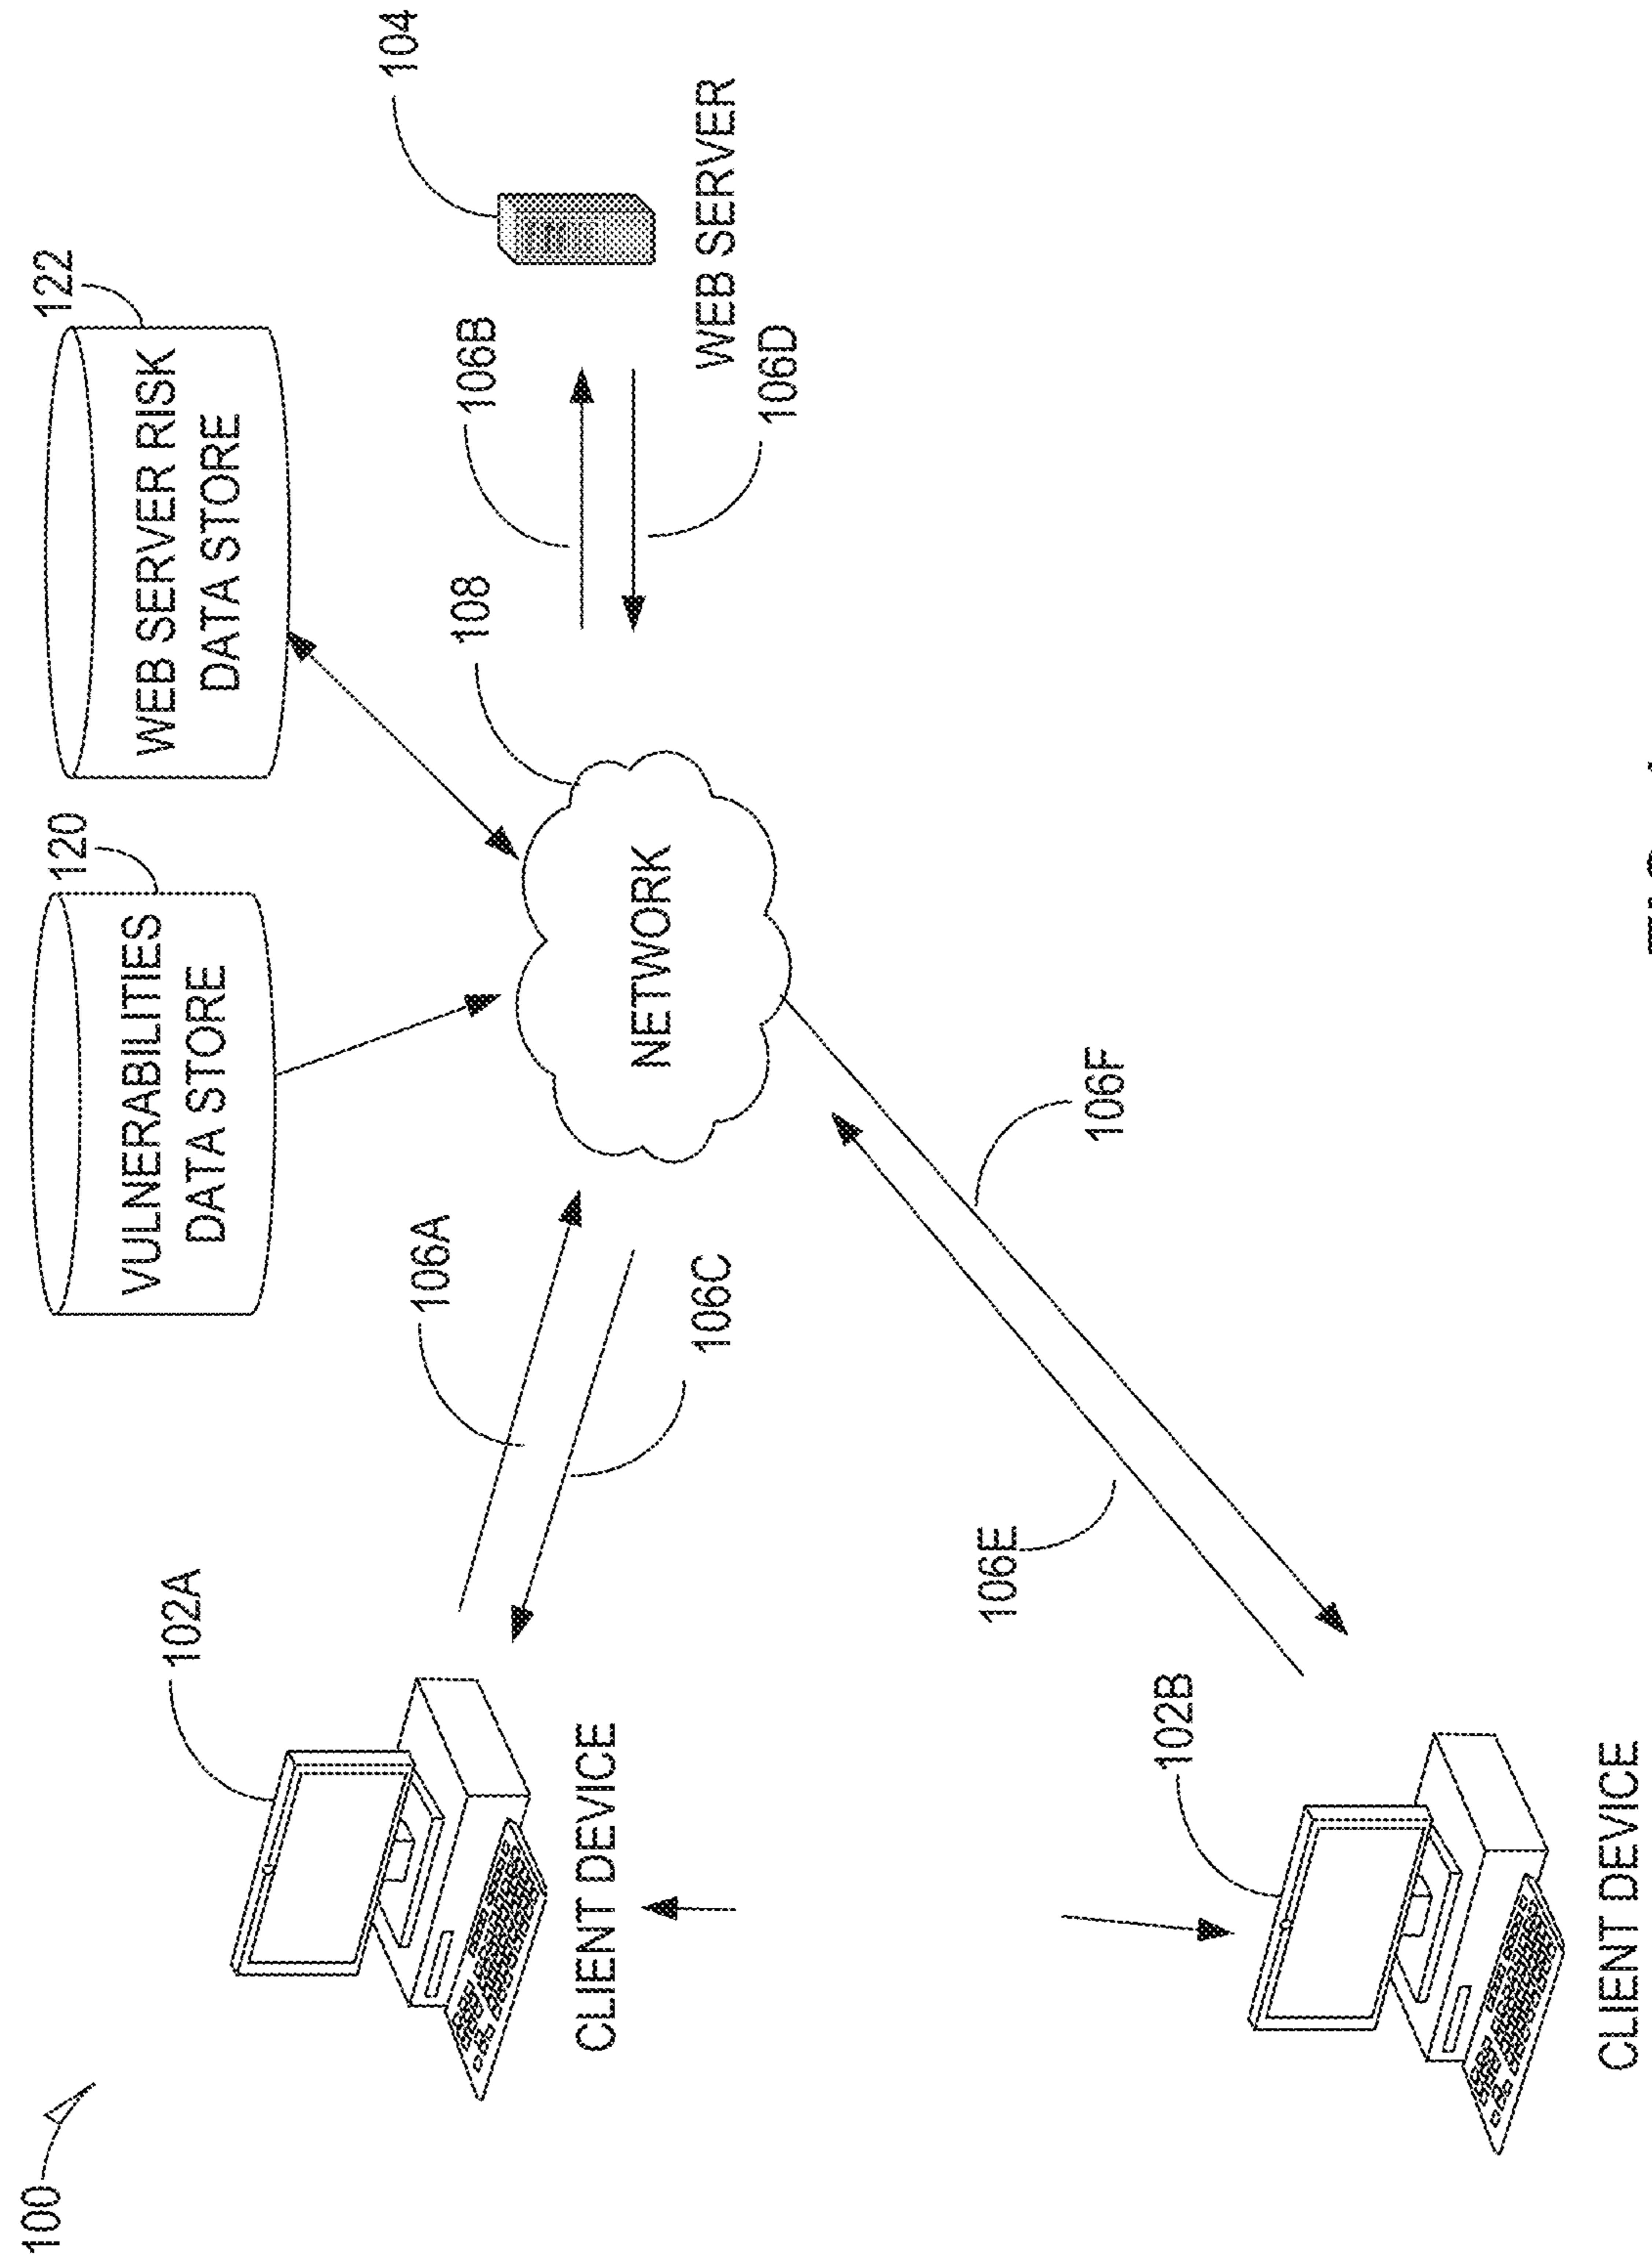 100
102A
CLIENT DEVICE
106A
106C
VULNERABILITIES
DATA STORE
120
WEB SERVER RISK
DATA STORE
122
NETWORK
108
106B
106D
104
WEB SERVER
102B
CLIENT DEVICE
106E
106F